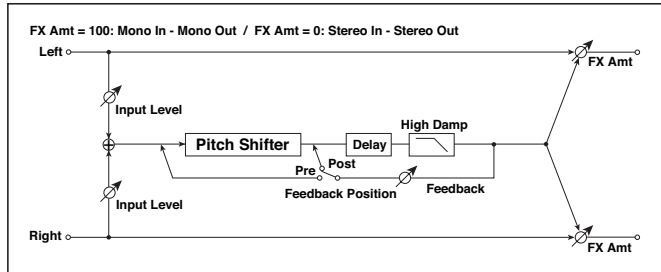 FX Amt = 100: Mono In - Mono Out / FX Amt = 0: Stereo In - Stereo Out
Left
FX Amt
Input Level
High Damp
Pitch Shifter
Delay
Post
Pre
Feedback Position
Feedback
Input Level
Right
FX Amt